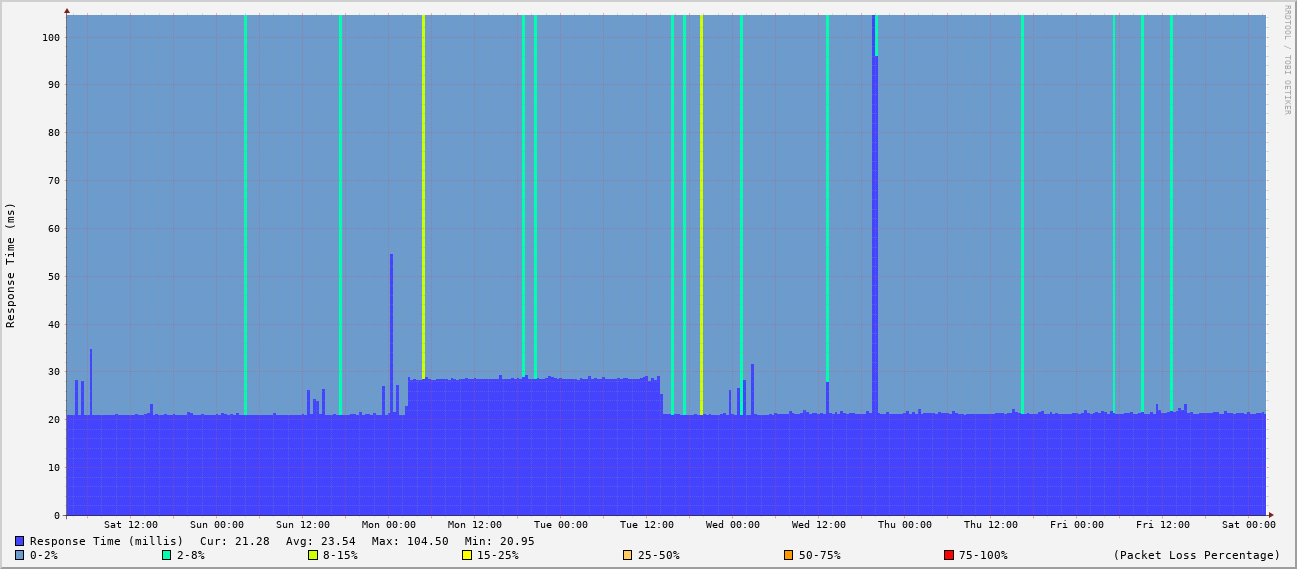 RRDTOOL / TOBI OETIKER
Response Time (ms)
100
90
80
70
60
50
40
30
20
10
0
Sat 12:00 Sun 00:00 Sun 12:00 Mon 00:00 Mon 12:00 Tue 00:00 Tue 12:00 Wed 00:00 Wed 12:00 Thu 00:00 Thu 12:00 Fri 00:00 Fri 12:00 Sat 00:00
Response Time (millis) Cur: 21.28 Avg: 23.54 Max: 104.50 Min: 20.95
0-2% 2-8% 8-15% 15-25% 25-50% 50-75% 75-100% (Packet Loss Percentage)